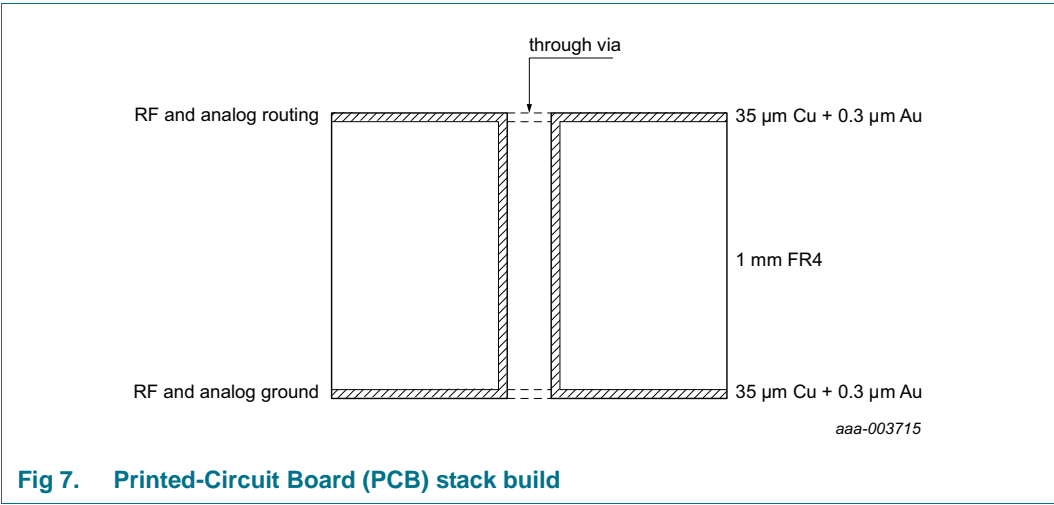 through via
RF and analog routing
35 µm Cu + 0.3 µm Au
1 mm FR4
RF and analog ground
35 µm Cu + 0.3 µm Au
aaa-003715
Fig 7. Printed-Circuit Board (PCB) stack build